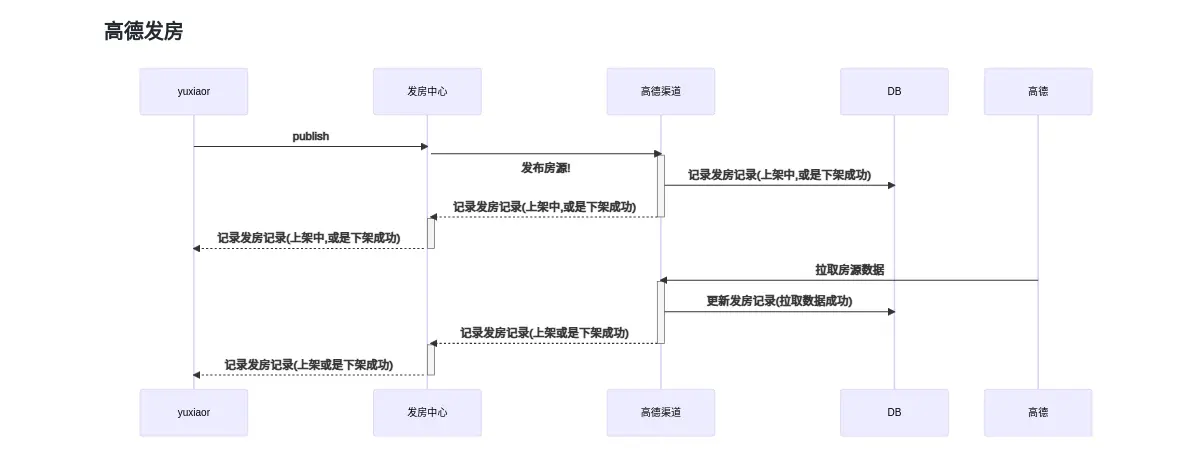 高德发房
yuxiaor
发房中心
高德渠道
DB
高德
publish
发布房源!
记录发房记录(上架中,或是下架成功)
记录发房记录(上架中,或是下架成功)
记录发房记录(上架中,或是下架成功)
拉取房源数据
更新发房记录(拉取数据成功)
记录发房记录(上架或是下架成功)
记录发房记录(上架或是下架成功)
yuxiaor
发房中心
高德渠道
DB
高德